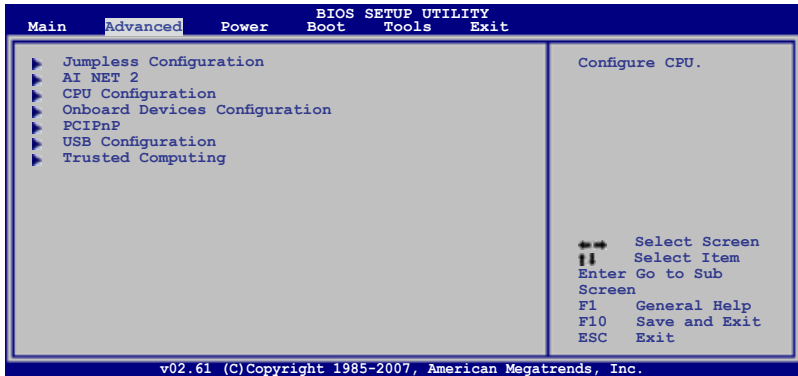 BIOS SETUP UTILITY
Main Advanced Power Boot Tools Exit
Jumpless Configuration
AI NET 2
CPU Configuration
Onboard Devices Configuration
PCIPnP
USB Configuration
Trusted Computing
Configure CPU.
Select Screen
Select Item
Enter Go to Sub
Screen
F1 General Help
F10 Save and Exit
ESC Exit
v02.61 (C)Copyright 1985-2007, American Megatrends, Inc.